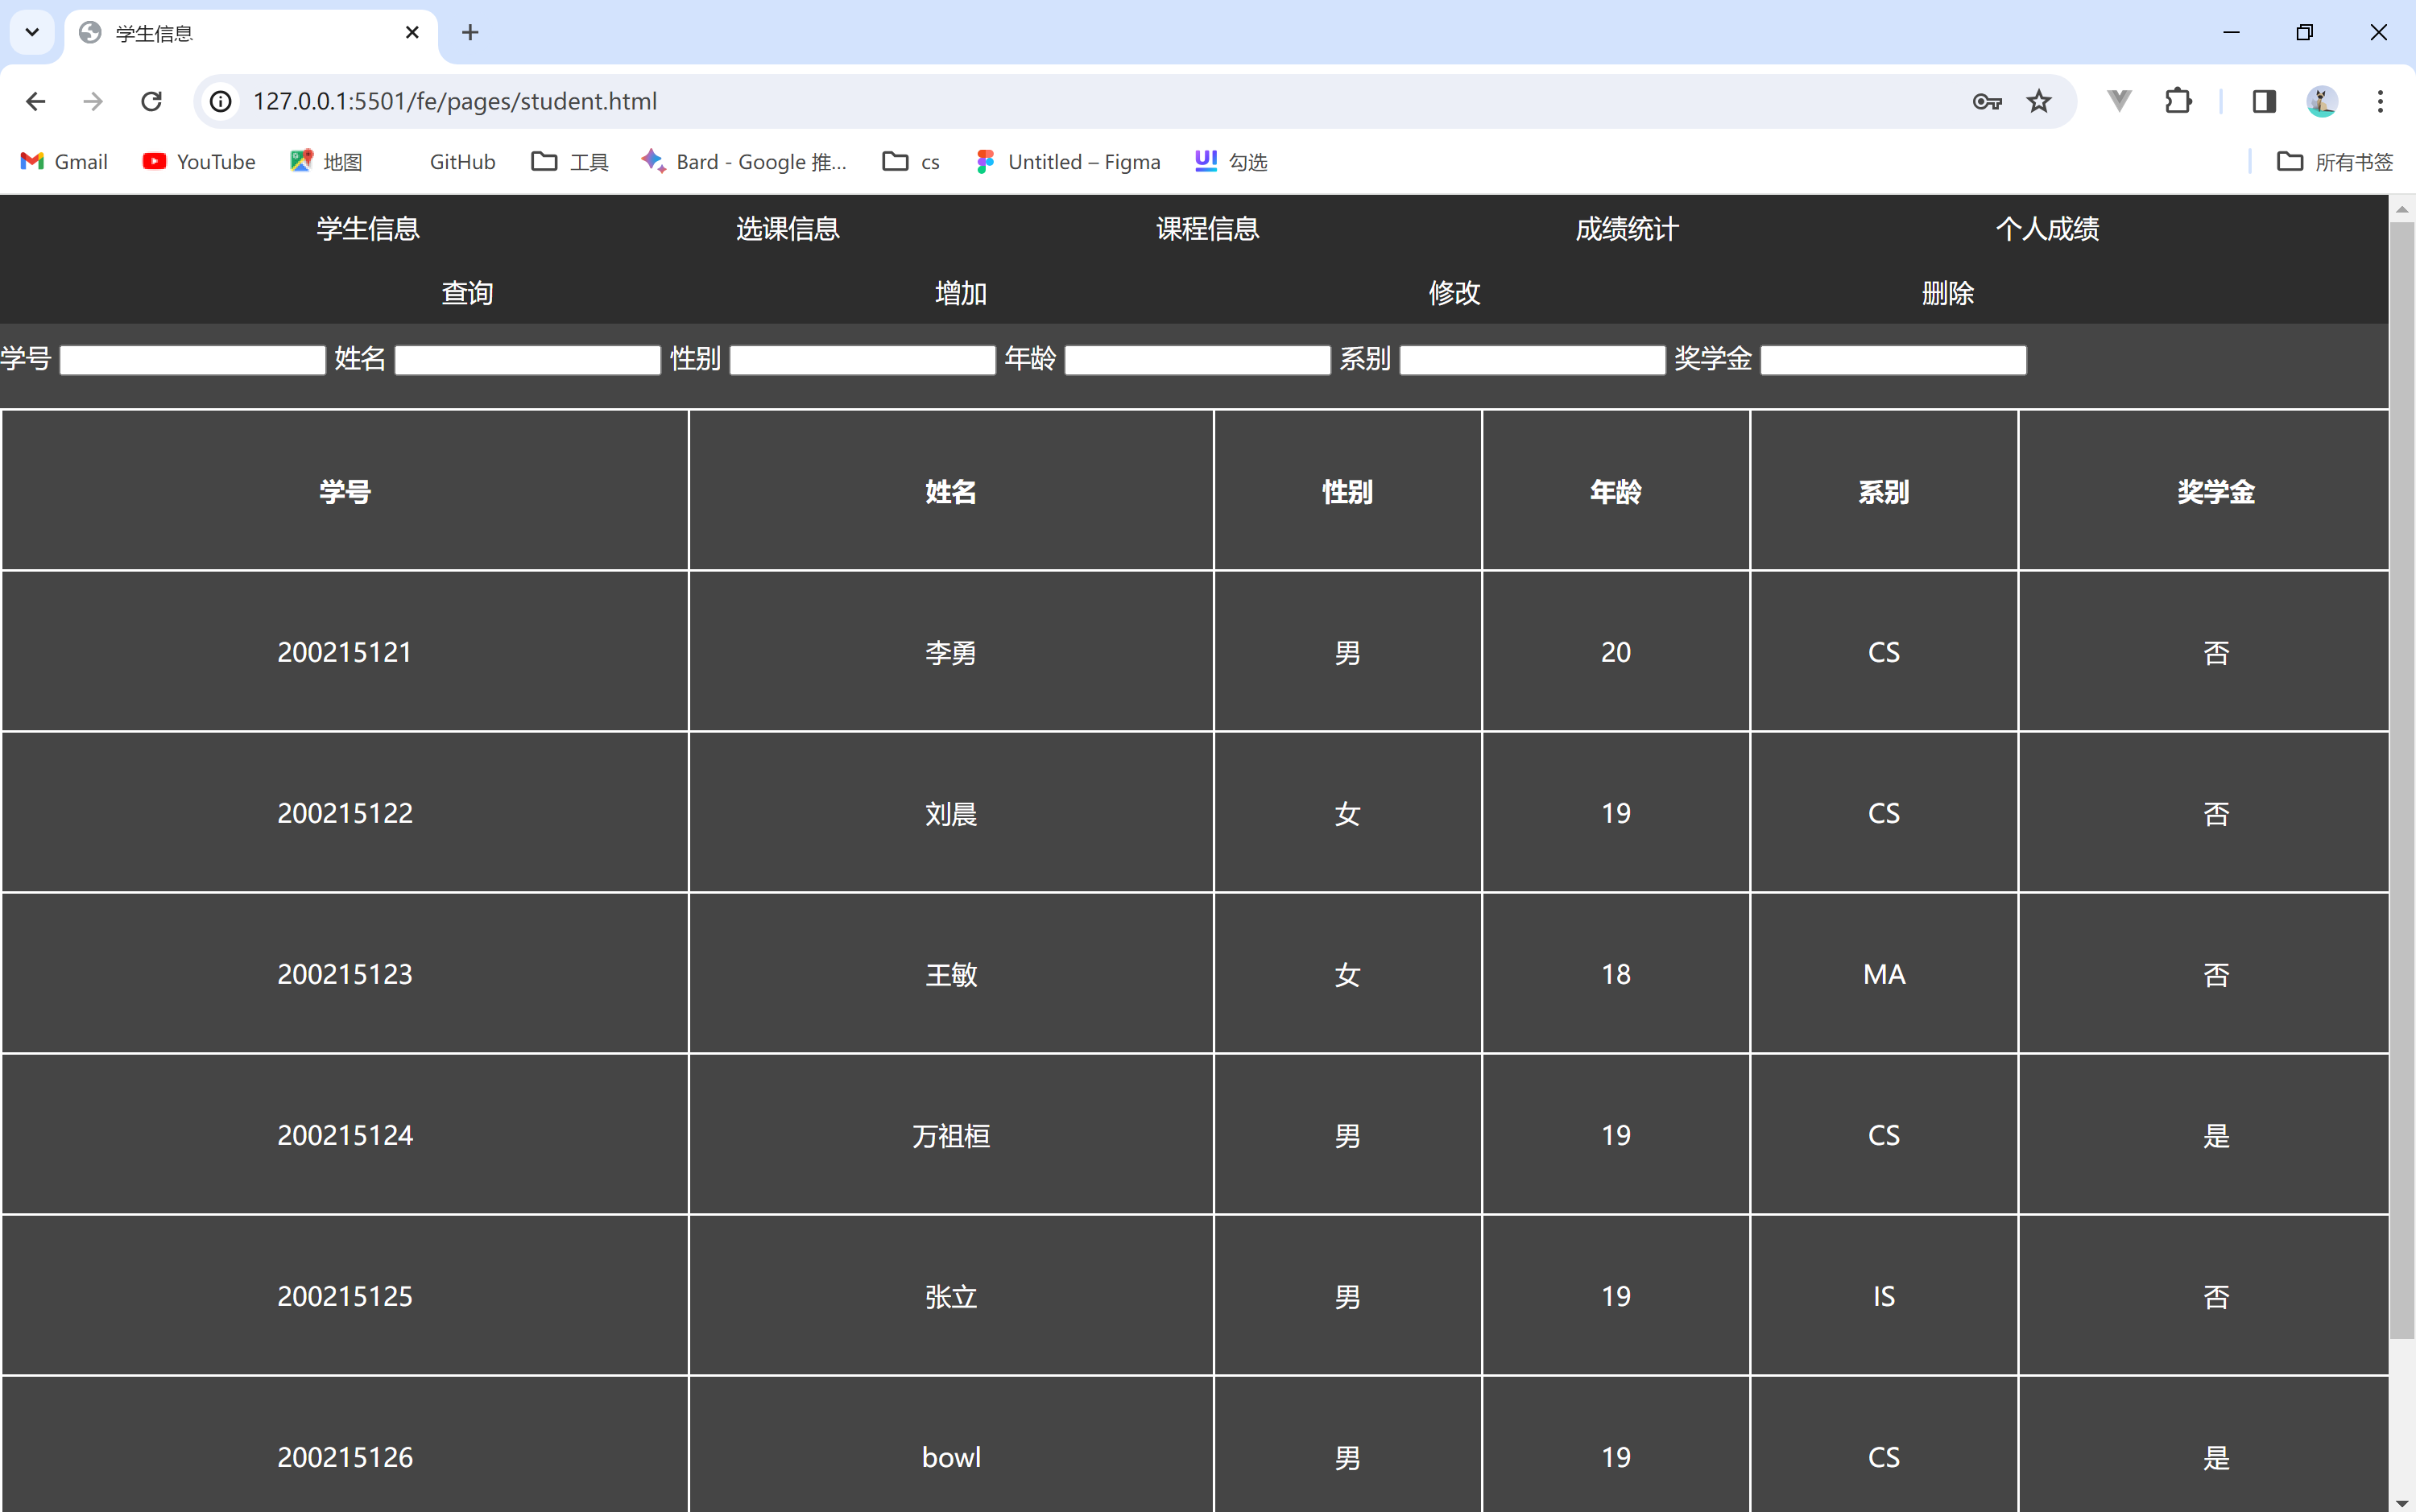 学生信息
127.0.0.1:5501/fe/pages/student.html
Gmail YouTube 地图 GitHub 工具 Bard - Google 推... cs Untitled – Figma 勾选 所有书签
学生信息 选课信息 课程信息 成绩统计 个人成绩
查询 增加 修改 删除
学号 姓名 性别 年龄 系别 奖学金
学号 姓名 性别 年龄 系别 奖学金
200215121 李勇 男 20 CS 否
200215122 刘晨 女 19 CS 否
200215123 王敏 女 18 MA 否
200215124 万祖桓 男 19 CS 是
200215125 张立 男 19 IS 否
200215126 bowl 男 19 CS 是